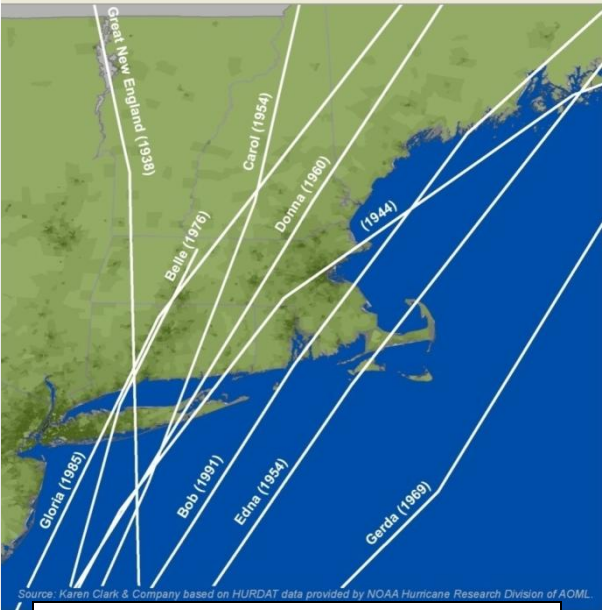 Great New England (1938)
Carol (1954)
Donna (1960)
Belle (1976)
(1944)
Gloria (1985)
Bob (1991)
Edna (1954)
Gerda (1969)
Source: Karen Clark & Company based on HURDAT data provided by NOAA Hurricane Research Division of AOML.